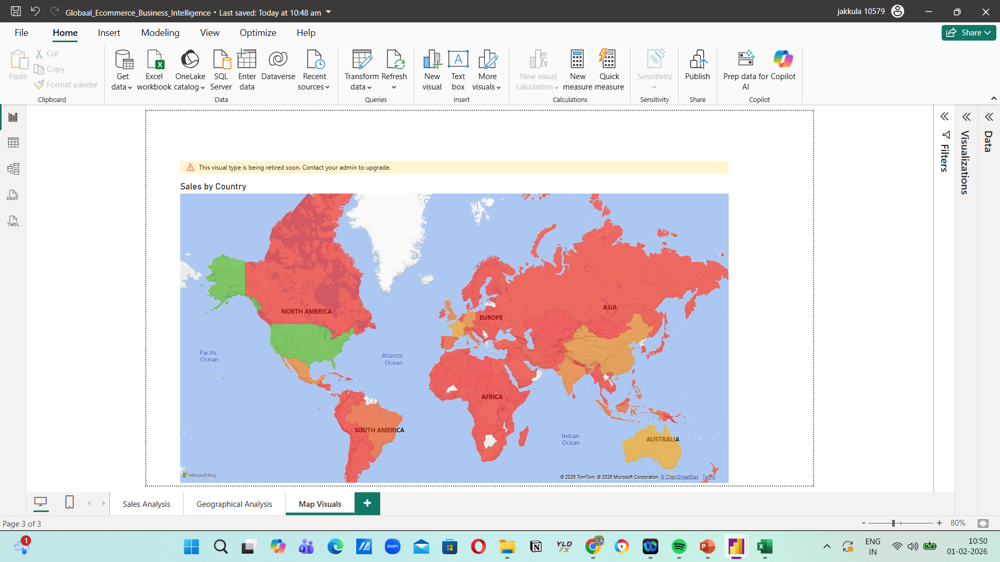 Globaal_Ecommerce_Business_Intelligence • Last saved: Today at 10:48 am
jakkula 10579
File
Home
Insert
Modeling
View
Optimize
Help
Share
Paste
Cut
Copy
Format painter
Clipboard
Get data
Excel workbook
OneLake catalog
SQL Server
Enter data
Dataverse
Recent sources
Data
Transform data
Refresh
Queries
New visual
Text box
More visuals
Insert
New visual calculation
New measure
Quick measure
Calculations
Sensitivity
Sensitivity
Publish
Share
Prep data for AI
Copilot
Copilot
DAX
TMDL
Filters
Visualizations
Data
This visual type is being retired soon. Contact your admin to upgrade.
Sales by Country
NORTH AMERICA
EUROPE
ASIA
Pacific
Ocean
Atlantic
Ocean
AFRICA
SOUTH AMERICA
Indian
Ocean
AUSTRALIA
Microsoft Bing
© 2026 TomTom, © 2026 Microsoft Corporation, © OpenStreetMap Terms
Sales Analysis
Geographical Analysis
Map Visuals
+
Page 3 of 3
- + 80%
1
zoom
YLD
FX
ENG
IN
10:50
01-02-2026